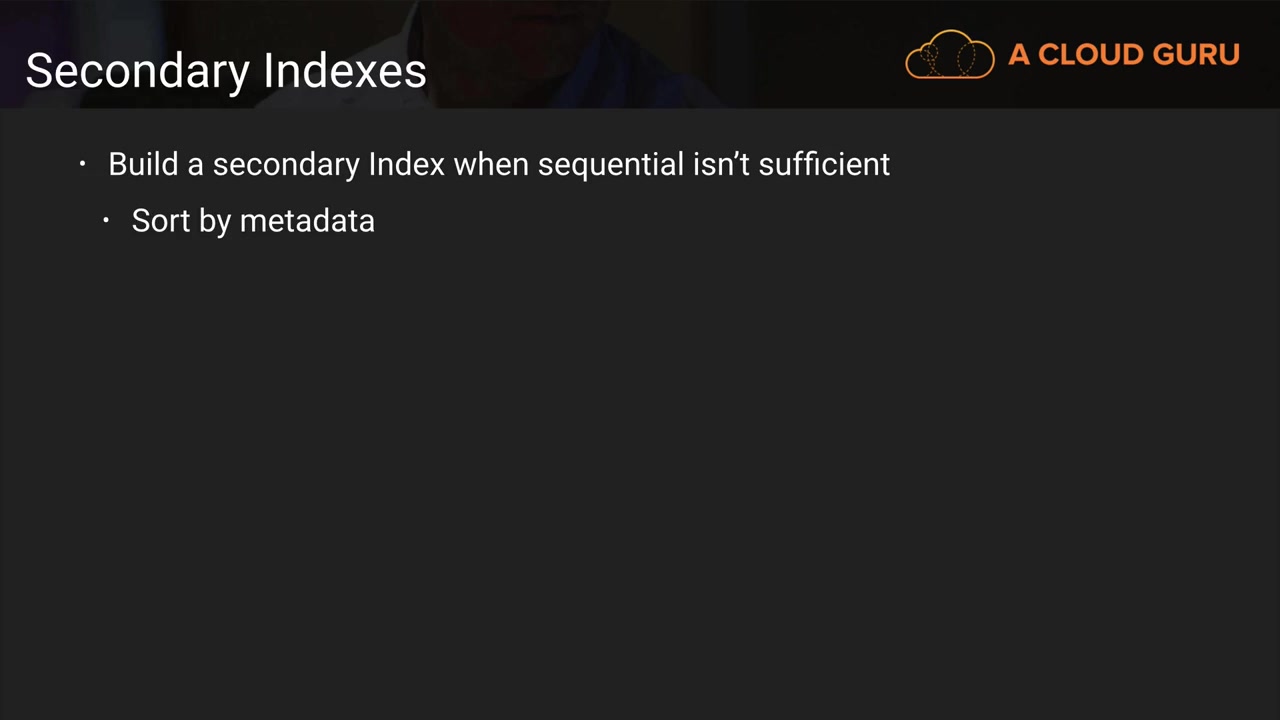 Secondary Indexes
A CLOUD GURU
• Build a secondary Index when sequential isn’t sufficient
• Sort by metadata